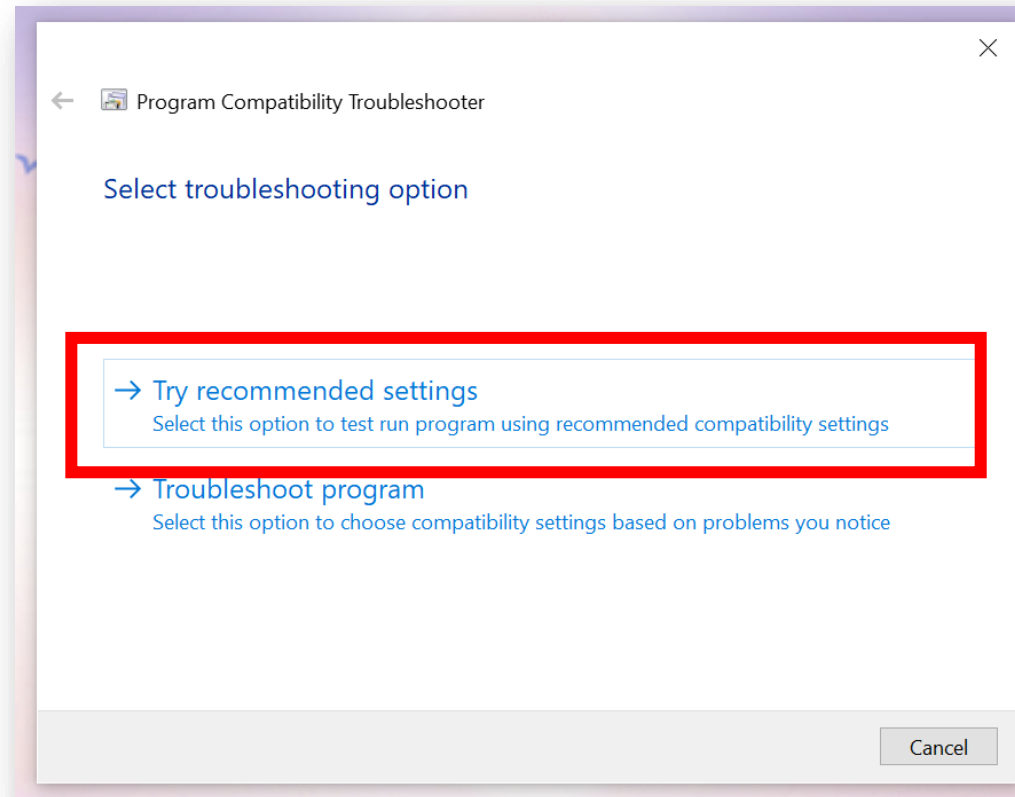 Program Compatibility Troubleshooter
Select troubleshooting option
Try recommended settings
Select this option to test run program using recommended compatibility settings
Troubleshoot program
Select this option to choose compatibility settings based on problems you notice
Cancel